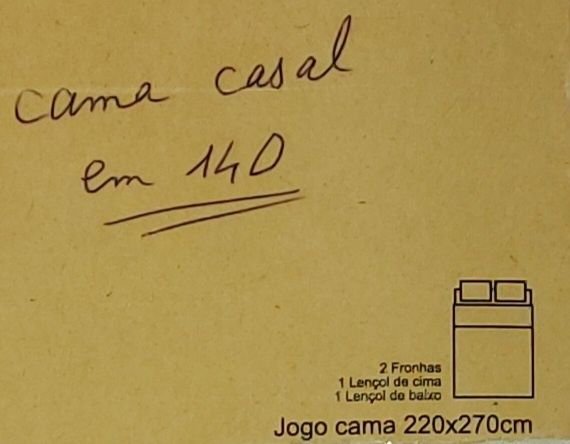 cama casal
em 140
2 Fronhas
1 Lençol de cima
1 Lençol de baixo
Jogo cama 220x270cm